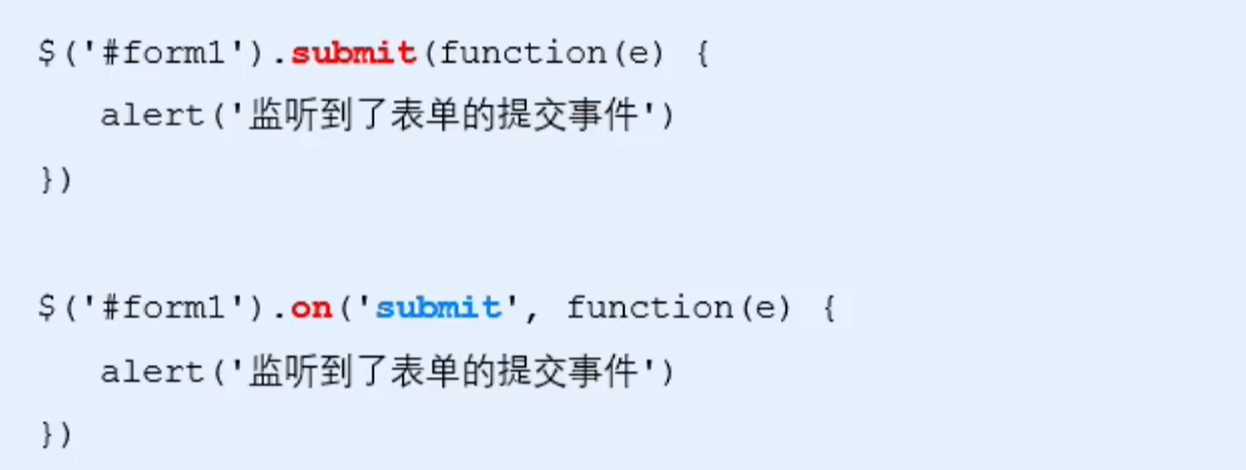 $('#form1').submit(function(e) {
alert('监听到了表单的提交事件')
})
$('#form1').on('submit', function(e) {
alert('监听到了表单的提交事件')
})